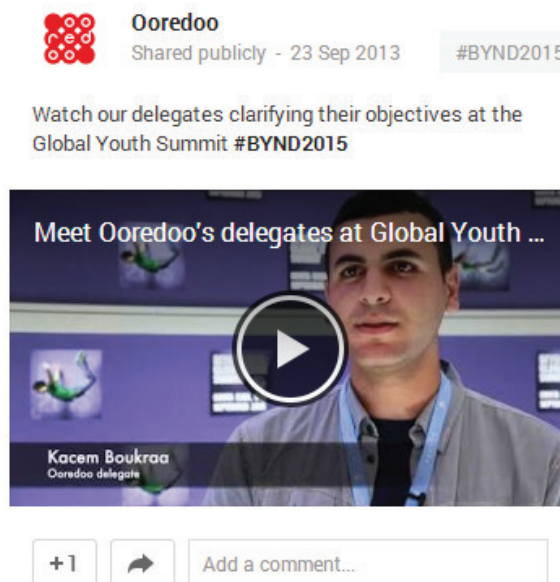 Ooredoo
Shared publicly - 23 Sep 2013
#BYND2015
Watch our delegates clarifying their objectives at the
Global Youth Summit #BYND2015
Meet Ooredoo's delegates at Global Youth ...
Kacem Boukraa
Ooredoo delegate
+1
Add a comment...